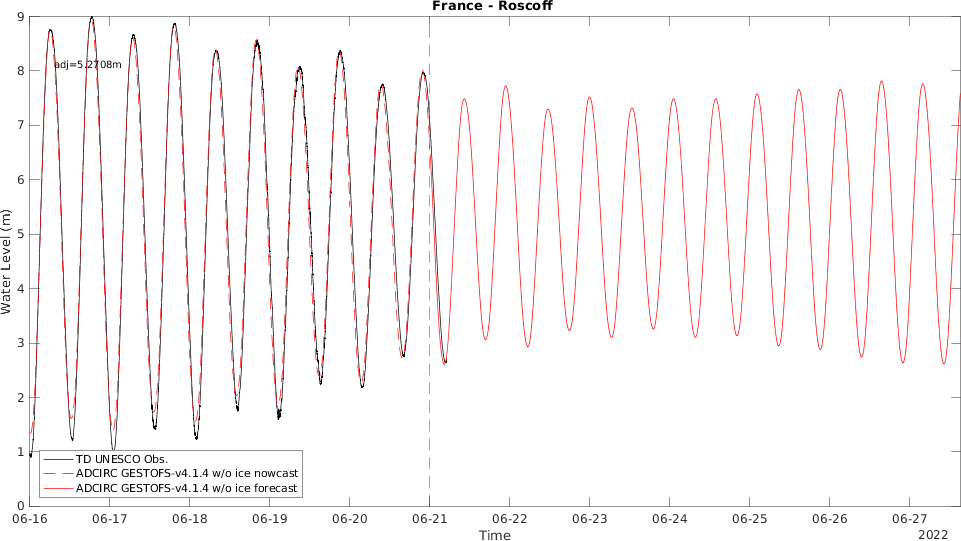 France - Roscoff
9
8
7
6
5
4
3
2
1
0
Water Level (m)
adj=5.2708m
TD UNESCO Obs.
ADCIRC GESTOFS-v4.1.4 w/o ice nowcast
ADCIRC GESTOFS-v4.1.4 w/o ice forecast
06-16 06-17 06-18 06-19 06-20 06-21 06-22 06-23 06-24 06-25 06-26 06-27
Time
2022